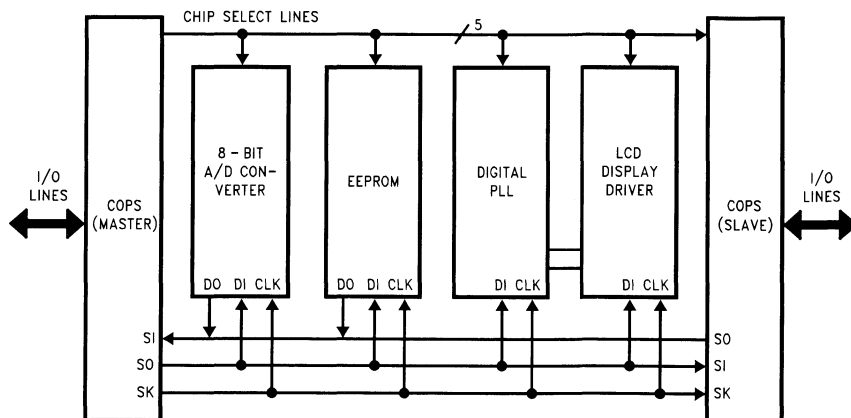 CHIP SELECT LINES
5
8 - BIT
A/D CON-
VERTER
EEPROM
DIGITAL
PLL
LCD
DISPLAY
DRIVER
I/O
LINES
COPS
(MASTER)
COPS
(SLAVE)
I/O
LINES
DO DI CLK
DO DI CLK
DI CLK
DI CLK
SI
SO
SO
SI
SK
SK